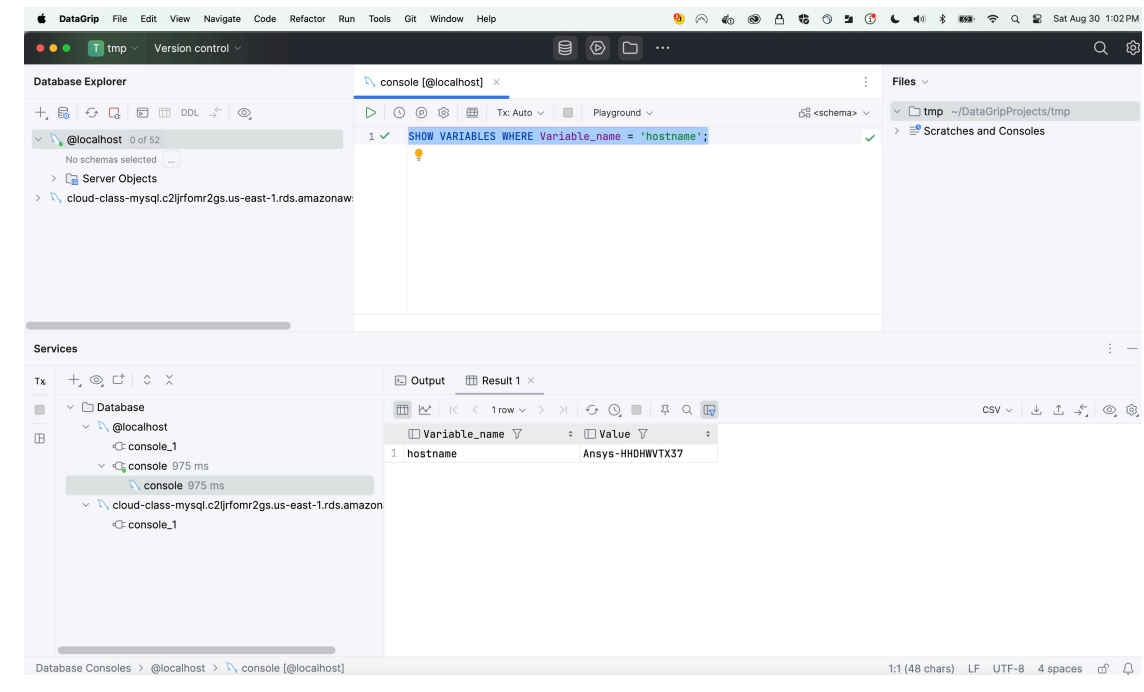 DataGrip File Edit View Navigate Code Refactor Run Tools Git Window Help Sat Aug 30 1:02 PM
T tmp Version control
Database Explorer
DDL
@localhost 0 of 52
No schemas selected ...
Server Objects
cloud-class-mysql.c2ljrfomr2gs.us-east-1.rds.amazonaws
console [@localhost]
Tx: Auto Playground <schema>
1 SHOW VARIABLES WHERE Variable_name = 'hostname';
Files
tmp ~/DataGripProjects/tmp
Scratches and Consoles
Services
Tx
Database
@localhost
console_1
console 975 ms
console 975 ms
cloud-class-mysql.c2ljrfomr2gs.us-east-1.rds.amazon
console_1
Output Result 1
1 row CSV
Variable_name Value
1 hostname Ansys-HHDHWVTX37
Database Consoles > @localhost > console [@localhost] 1:1 (48 chars) LF UTF-8 4 spaces